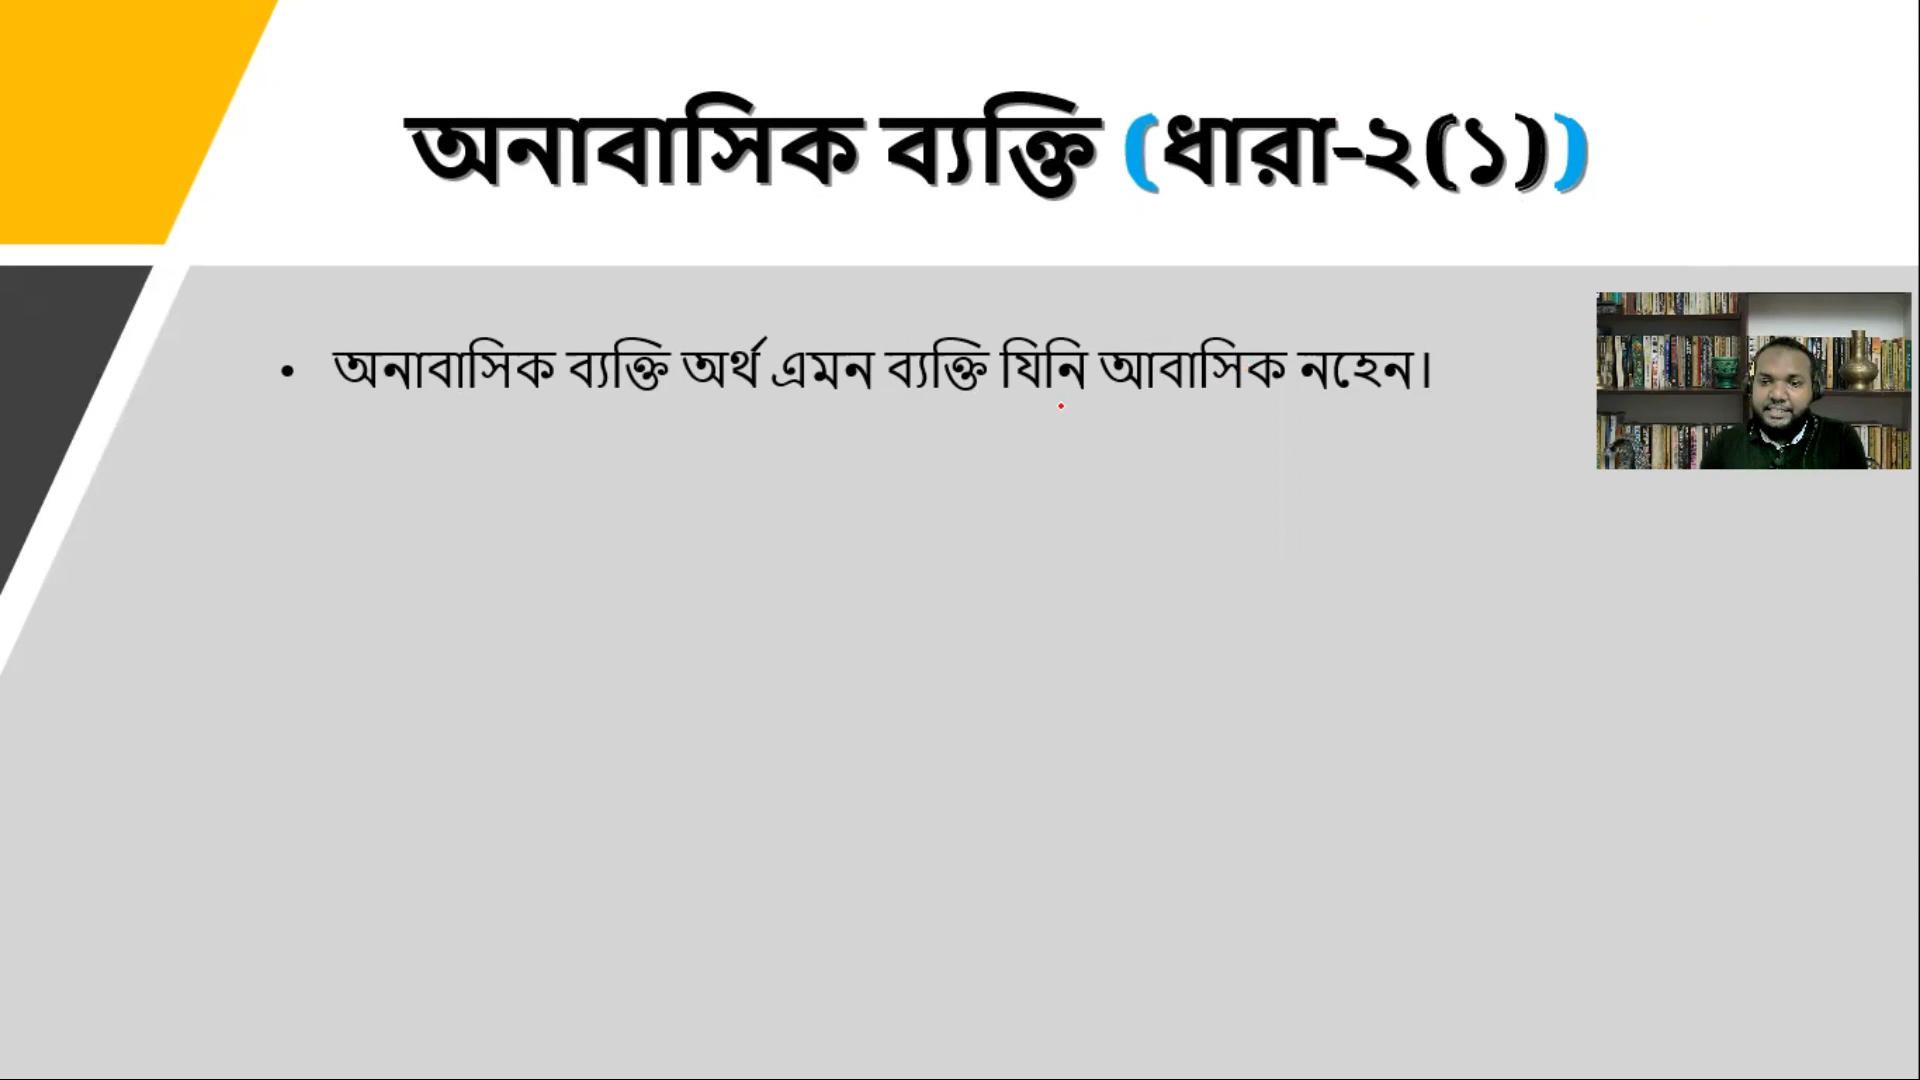 অনাবাসিক ব্যক্তি (ধারা-২(১))
• অনাবাসিক ব্যক্তি অর্থ এমন ব্যক্তি যিনি আবাসিক নহেন।